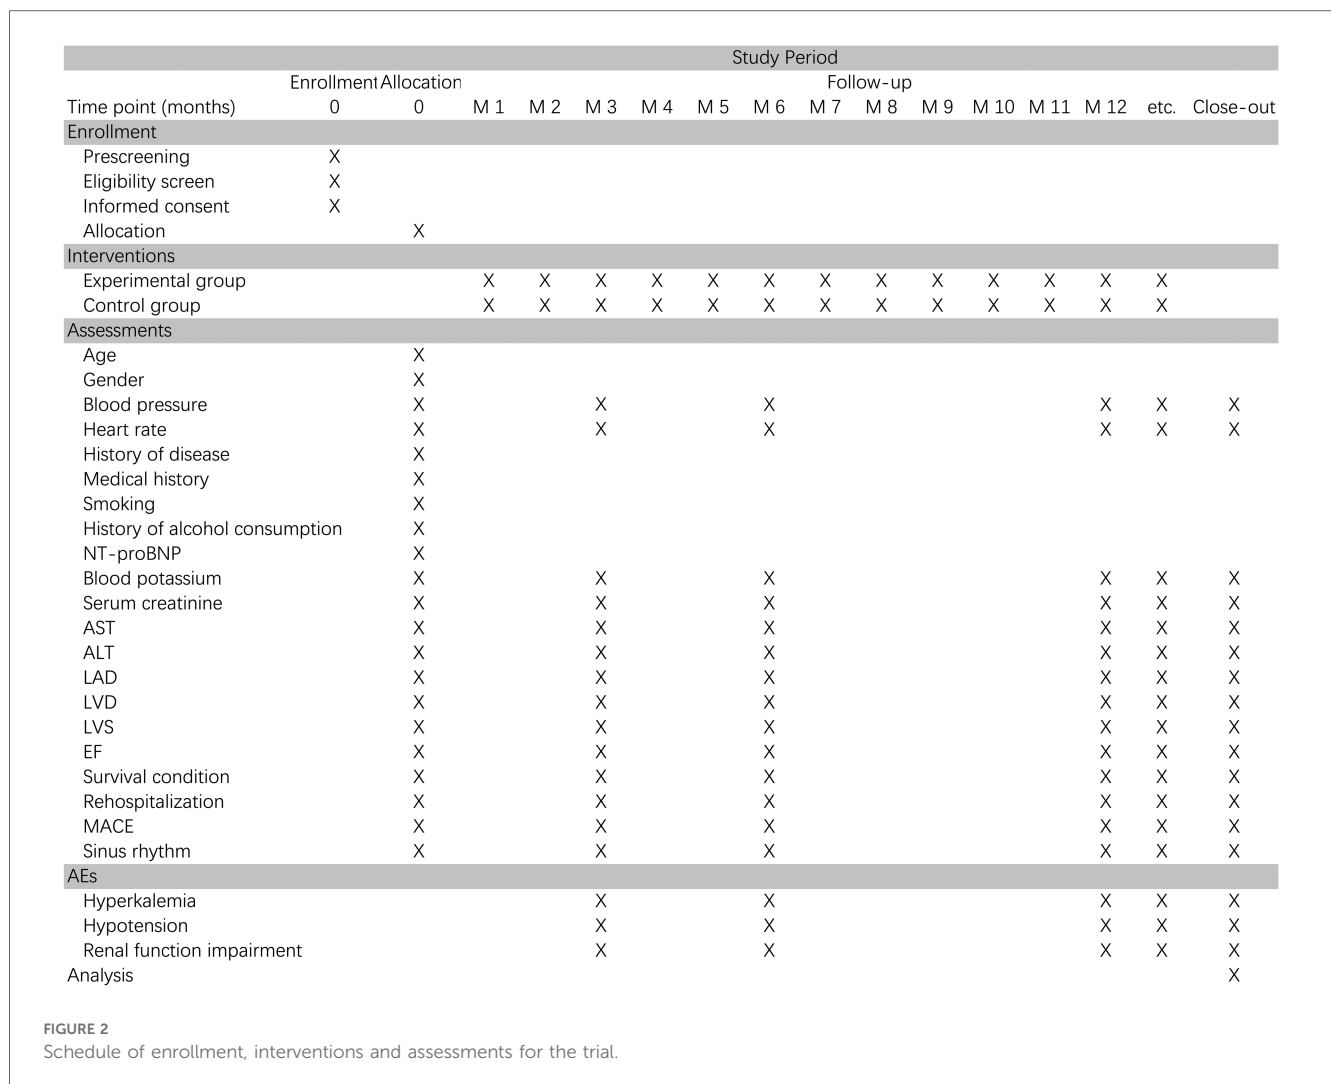 Study Period
Enrollment Allocation Follow-up
Time point (months) 0 0 M 1 M 2 M 3 M 4 M 5 M 6 M 7 M 8 M 9 M 10 M 11 M 12 etc. Close-out
Enrollment
Prescreening X
Eligibility screen X
Informed consent X
Allocation X
Interventions
Experimental group X X X X X X X X X X X X X
Control group X X X X X X X X X X X X X
Assessments
Age X
Gender X
Blood pressure X X X X X X
Heart rate X X X X X X
History of disease X
Medical history X
Smoking X
History of alcohol consumption X
NT-proBNP X
Blood potassium X X X X X X
Serum creatinine X X X X X X
AST X X X X X X
ALT X X X X X X
LAD X X X X X X
LVD X X X X X X
LVS X X X X X X
EF X X X X X X
Survival condition X X X X X X
Rehospitalization X X X X X X
MACE X X X X X X
Sinus rhythm X X X X X X
AEs
Hyperkalemia X X X X X
Hypotension X X X X X
Renal function impairment X X X X X
Analysis X
FIGURE 2
Schedule of enrollment, interventions and assessments for the trial.